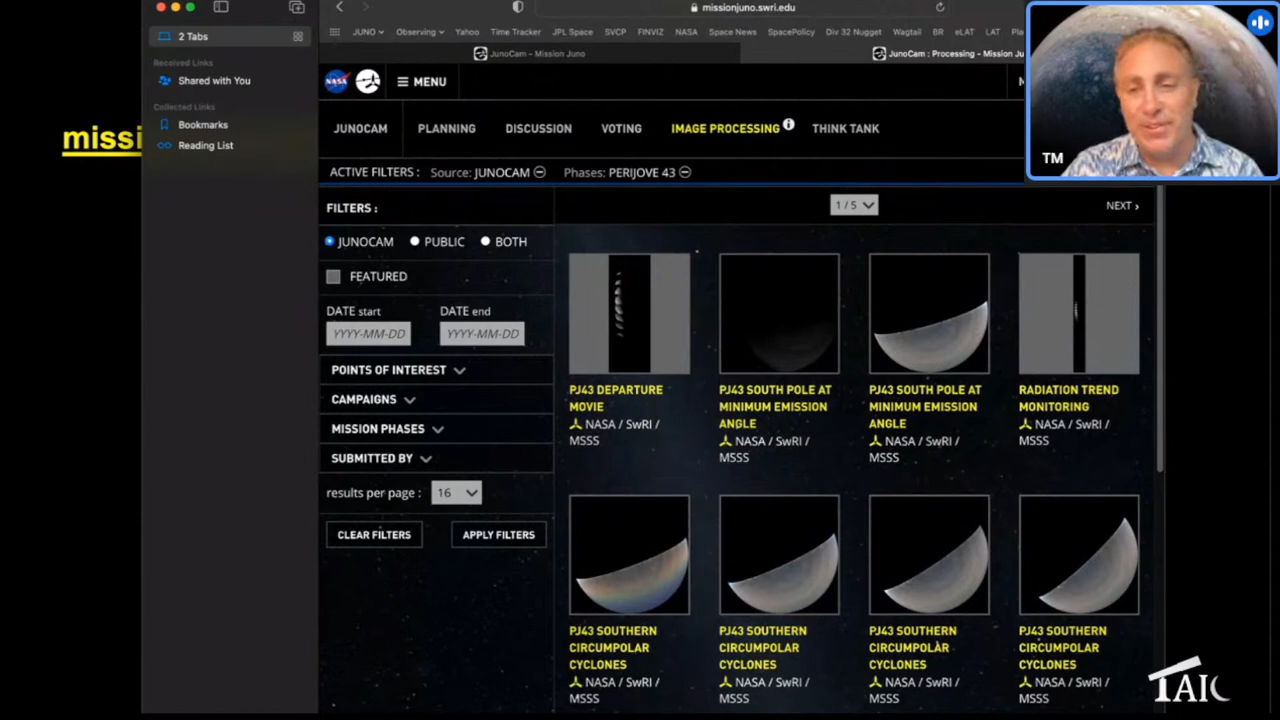 missi
2 Tabs
Received Links
Shared with You
Collected Links
Bookmarks
Reading List
missionjuno.swri.edu
JUNO Observing Yahoo Time Tracker JPL Space SVCP FINVIZ NASA Space News SpacePolicy Div 32 Nugget Wagtail BR eLAT LAT Pla
JunoCam - Mission Juno
JunoCam : Processing - Mission Ju
NASA
MENU
JUNOCAM PLANNING DISCUSSION VOTING IMAGE PROCESSING i THINK TANK
TM
ACTIVE FILTERS : Source: JUNOCAM Phases: PERIJOVE 43
FILTERS :
1 / 5
NEXT ›
JUNOCAM PUBLIC BOTH
FEATURED
DATE start DATE end
YYYY-MM-DD YYYY-MM-DD
POINTS OF INTEREST
CAMPAIGNS
MISSION PHASES
SUBMITTED BY
results per page : 16
CLEAR FILTERS APPLY FILTERS
PJ43 DEPARTURE
MOVIE
NASA / SwRI /
MSSS
PJ43 SOUTH POLE AT
MINIMUM EMISSION
ANGLE
NASA / SwRI /
MSSS
PJ43 SOUTH POLE AT
MINIMUM EMISSION
ANGLE
NASA / SwRI /
MSSS
RADIATION TREND
MONITORING
NASA / SwRI /
MSSS
PJ43 SOUTHERN
CIRCUMPOLAR
CYCLONES
NASA / SwRI /
MSSS
PJ43 SOUTHERN
CIRCUMPOLAR
CYCLONES
NASA / SwRI /
MSSS
PJ43 SOUTHERN
CIRCUMPOLAR
CYCLONES
NASA / SwRI /
MSSS
PJ43 SOUTHERN
CIRCUMPOLAR
CYCLONES
NASA / SwRI /
MSSS
TAIC